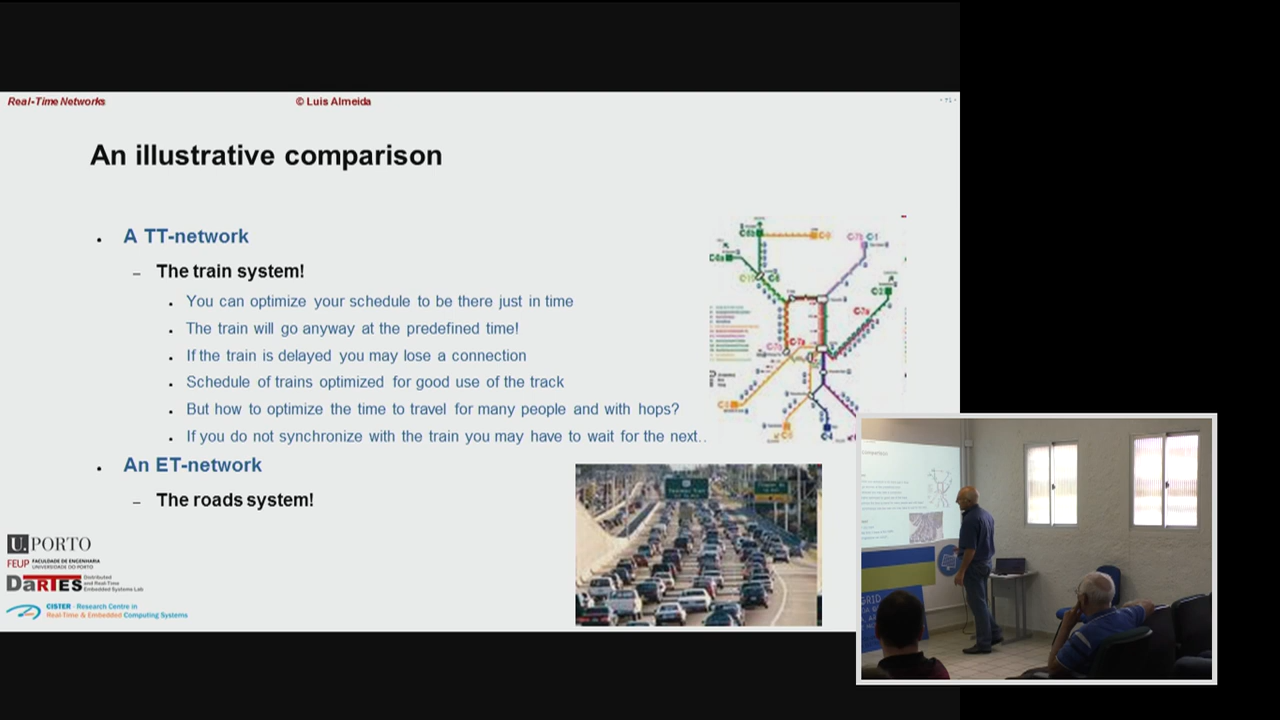 Real-Time Networks
© Luis Almeida
- 71 -
An illustrative comparison
• A TT-network
– The train system!
• You can optimize your schedule to be there just in time
• The train will go anyway at the predefined time!
• If the train is delayed you may lose a connection
• Schedule of trains optimized for good use of the track
• But how to optimize the time to travel for many people and with hops?
• If you do not synchronize with the train you may have to wait for the next..
• An ET-network
– The roads system!
U. PORTO
FEUP FACULDADE DE ENGENHARIA
UNIVERSIDADE DO PORTO
DaRTES Distributed
and Real-Time
Embedded Systems Lab
CISTER - Research Centre in
Real-Time & Embedded Computing Systems
GRID